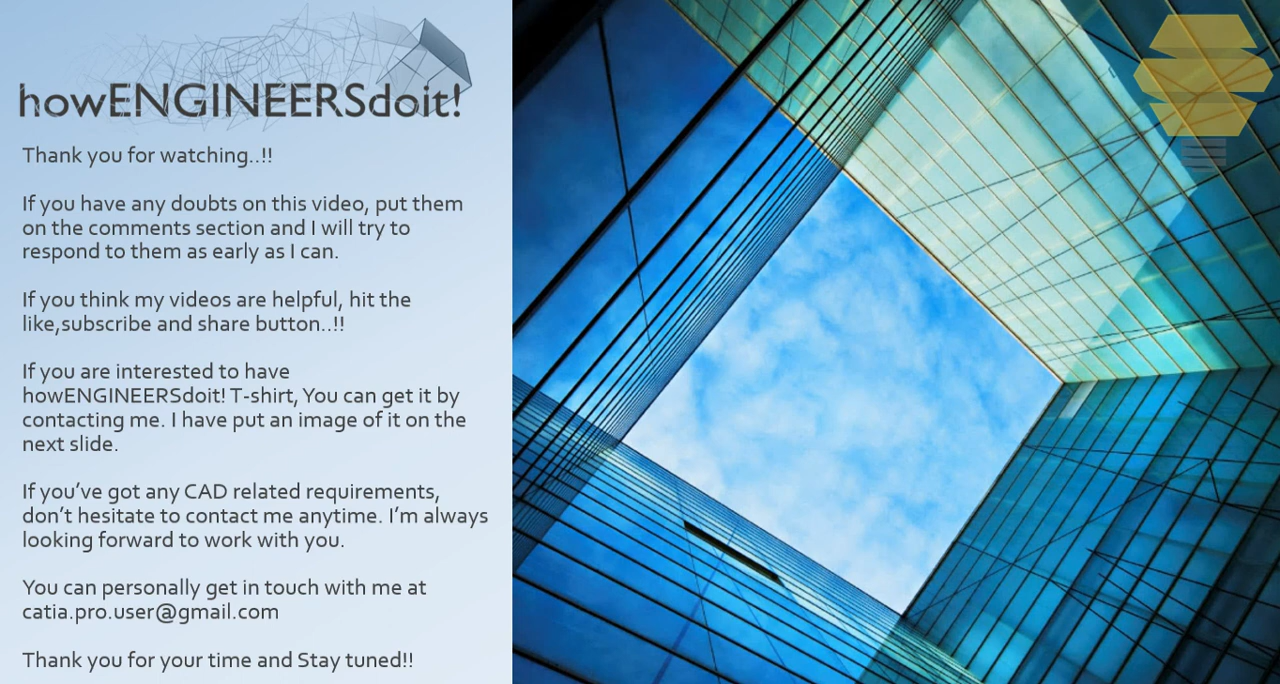 howENGINEERSdoit!
Thank you for watching..!!
If you have any doubts on this video, put them
on the comments section and I will try to
respond to them as early as I can.
If you think my videos are helpful, hit the
like,subscribe and share button..!!
If you are interested to have
howENGINEERSdoit! T-shirt, You can get it by
contacting me. I have put an image of it on the
next slide.
If you’ve got any CAD related requirements,
don’t hesitate to contact me anytime. I’m always
looking forward to work with you.
You can personally get in touch with me at
catia.pro.user@gmail.com
Thank you for your time and Stay tuned!!